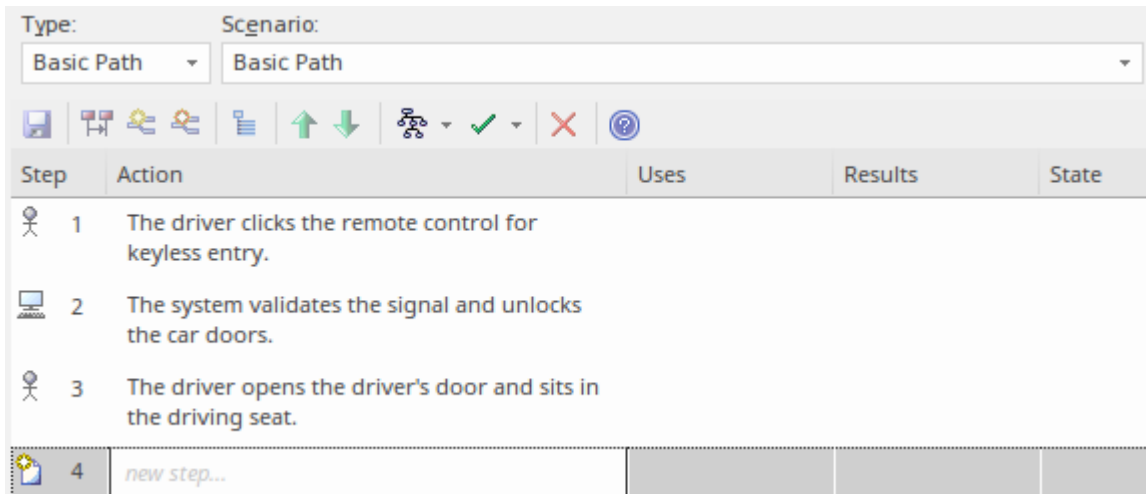 Type: Scenario:
Basic Path Basic Path
Step Action Uses Results State
1 The driver clicks the remote control for
keyless entry.
2 The system validates the signal and unlocks
the car doors.
3 The driver opens the driver's door and sits in
the driving seat.
4 new step...